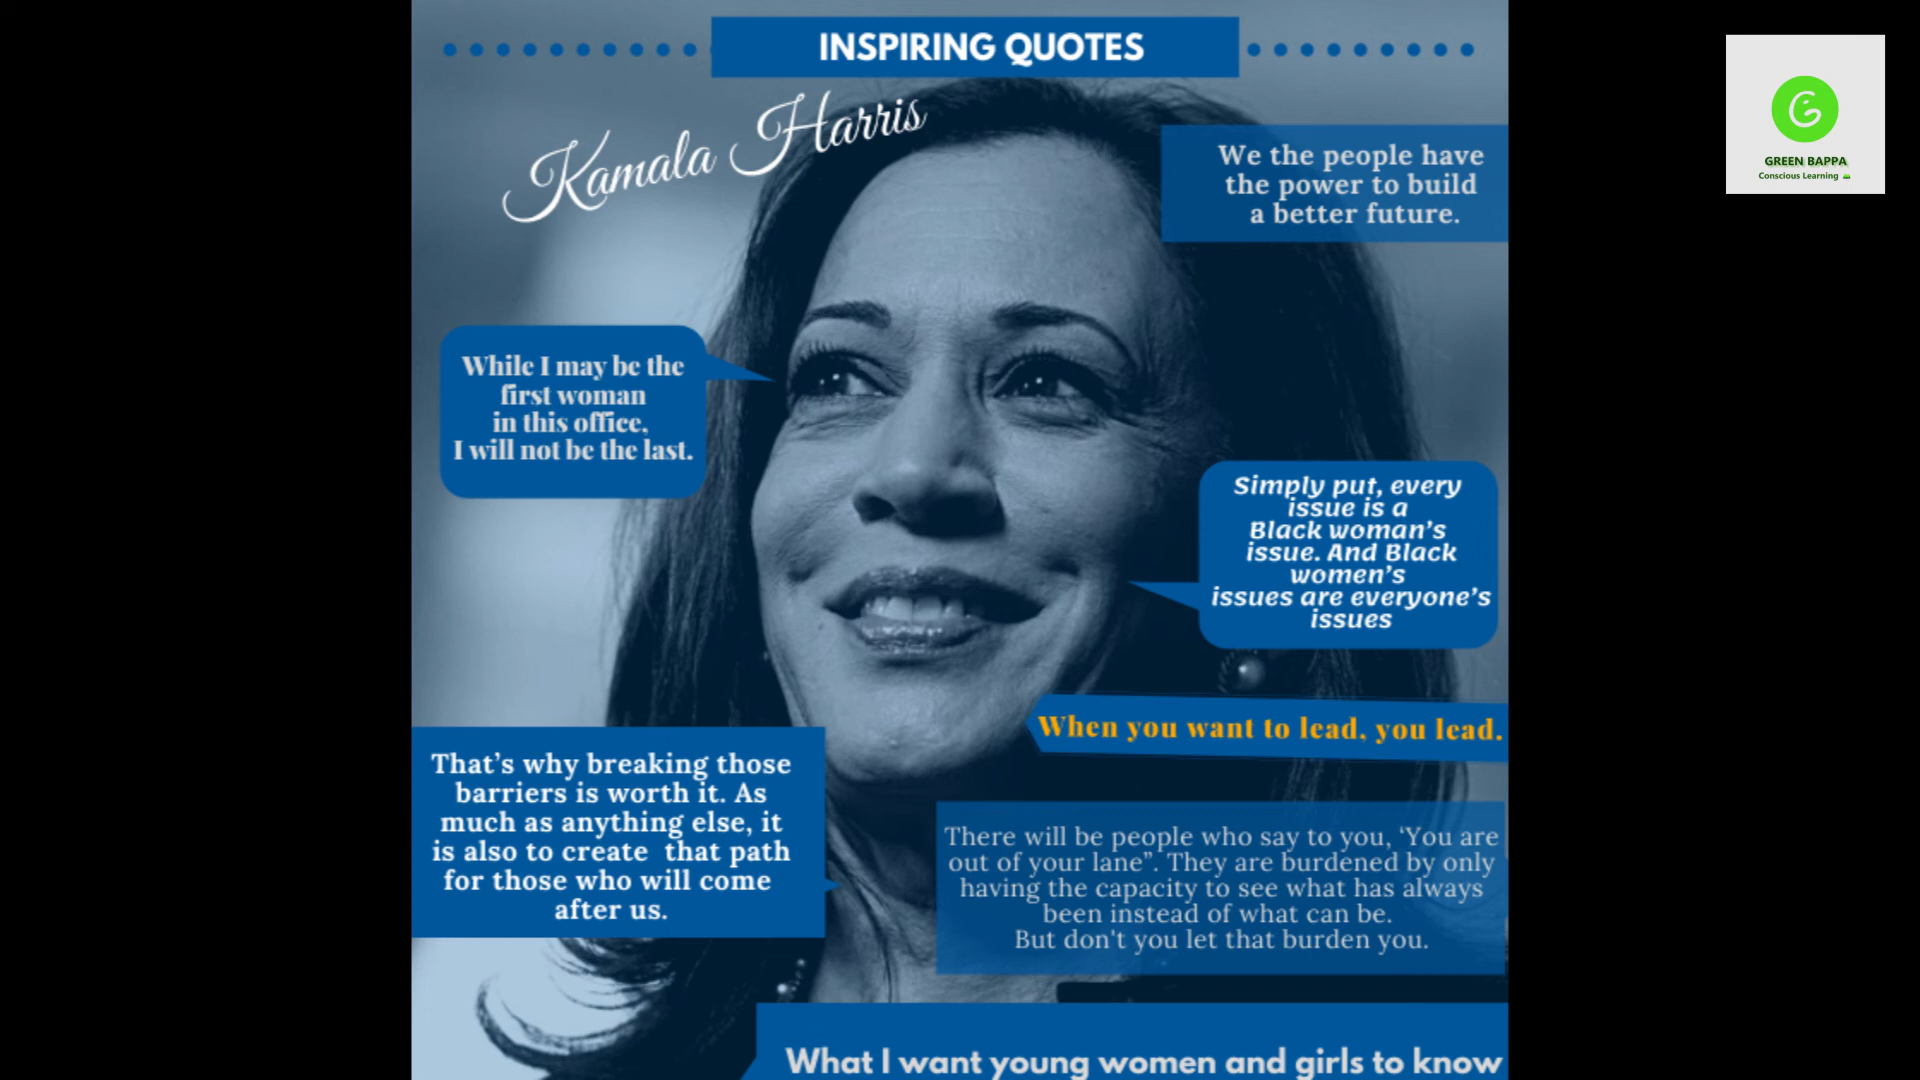 INSPIRING QUOTES
Kamala Harris
We the people have
the power to build
a better future.
GREEN BAPPA
Conscious Learning
While I may be the
first woman
in this office,
I will not be the last.
Simply put, every
issue is a
Black woman's
issue. And Black
women's
issues are everyone's
issues
When you want to lead, you lead.
That's why breaking those
barriers is worth it. As
much as anything else, it
is also to create that path
for those who will come
after us.
There will be people who say to you, 'You are
out of your lane”. They are burdened by only
having the capacity to see what has always
been instead of what can be.
But don't you let that burden you.
What I want young women and girls to know